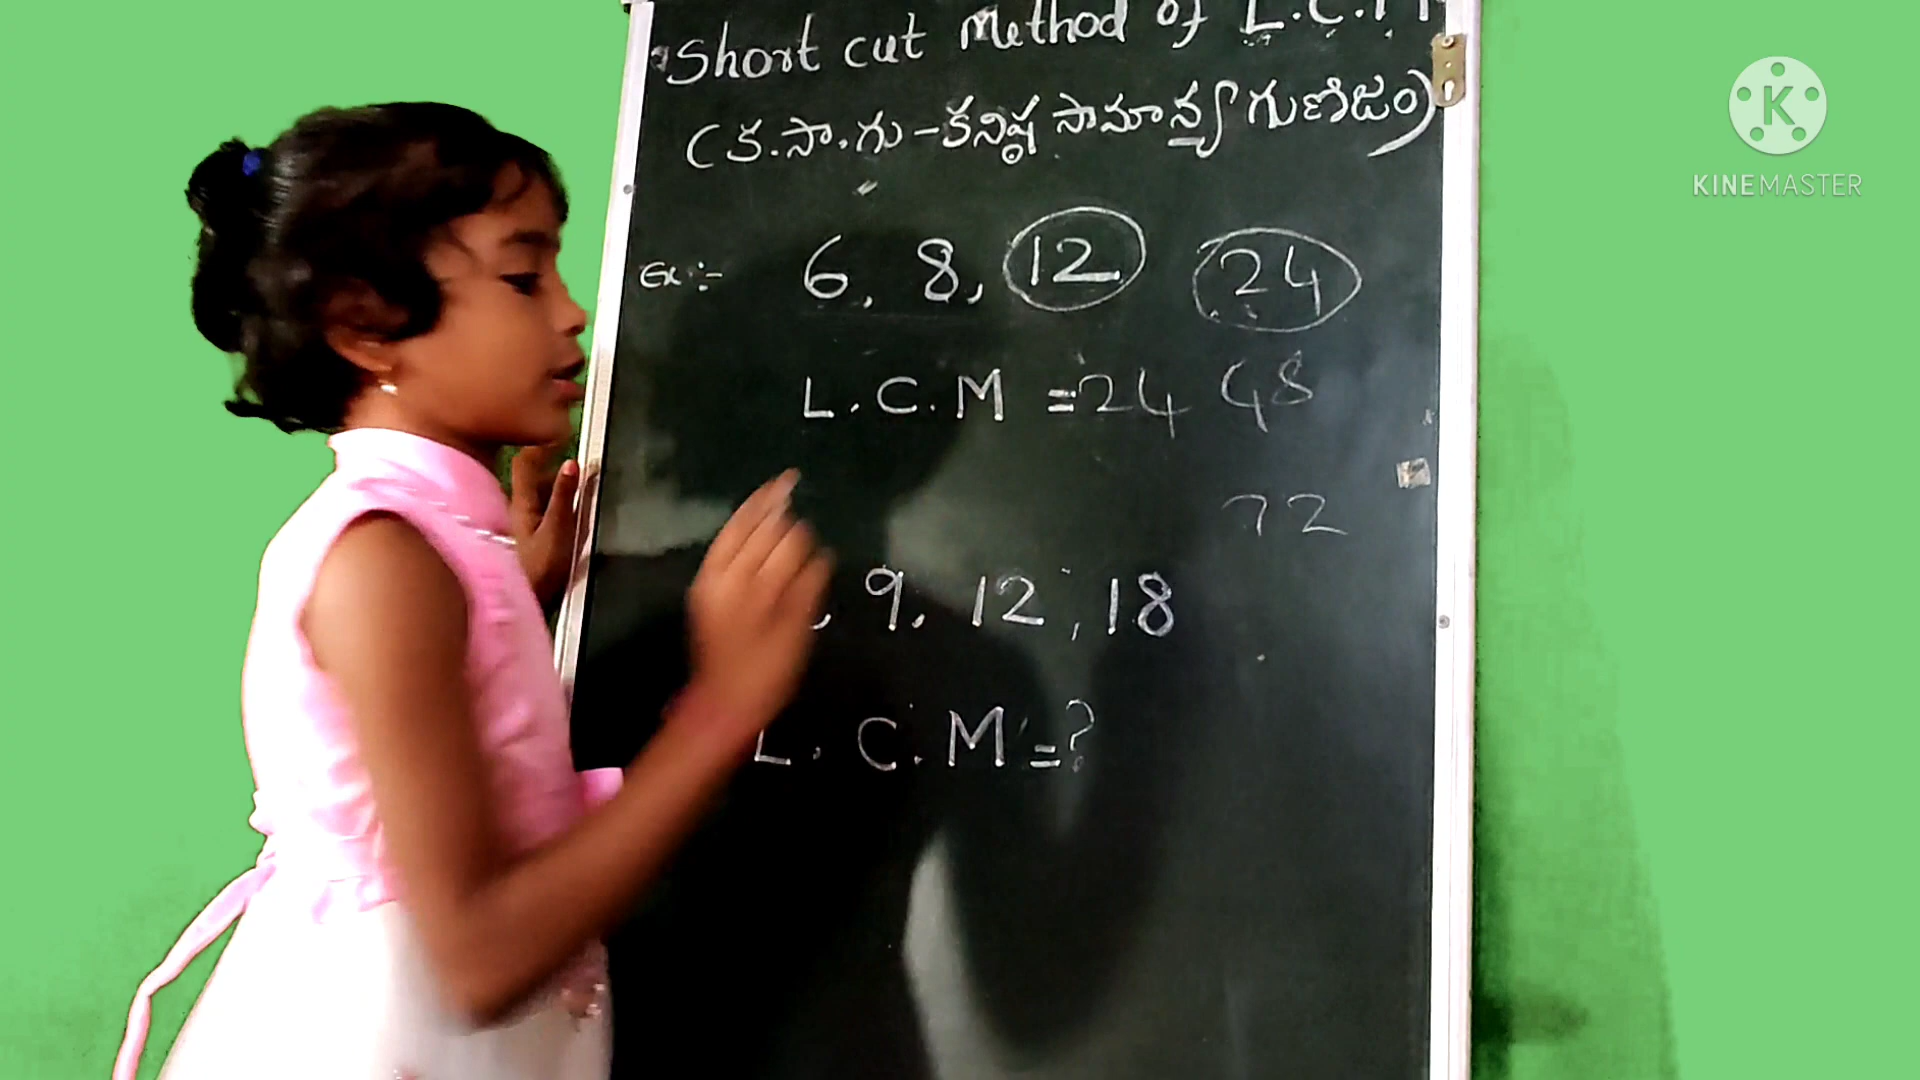 Short cut Method of L.C.M
(క.సా.గు-కనిష్ఠ సామాన్య గుణిజం)
Ex:- 6, 8, 12 24
L.C.M =24 48
72
, 9, 12, 18
L.C.M =?
KINEMASTER